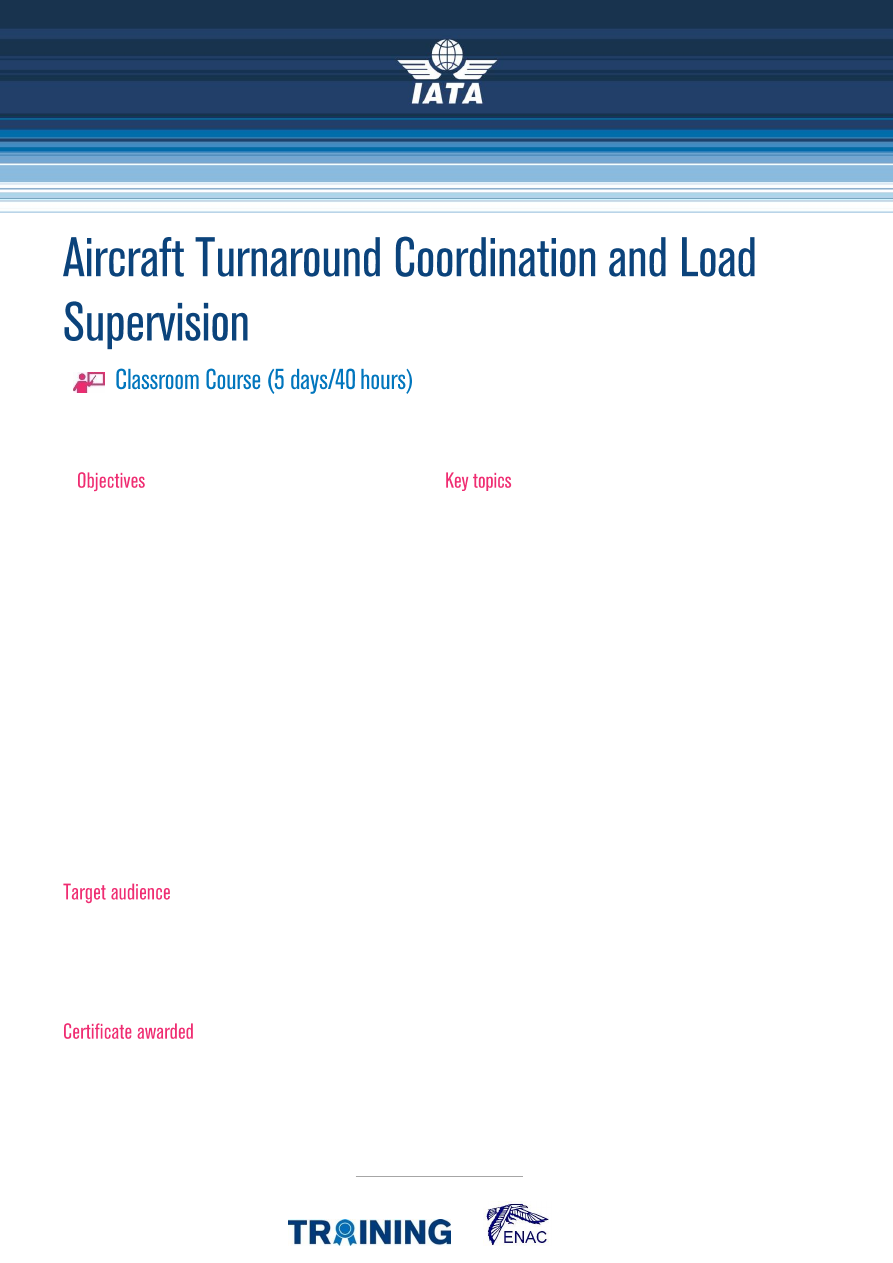 IATA
Aircraft Turnaround Coordination and Load
Supervision
Classroom Course (5 days/40 hours)
Objectives
Key topics
Target audience
Certificate awarded
TRAINING
ENAC